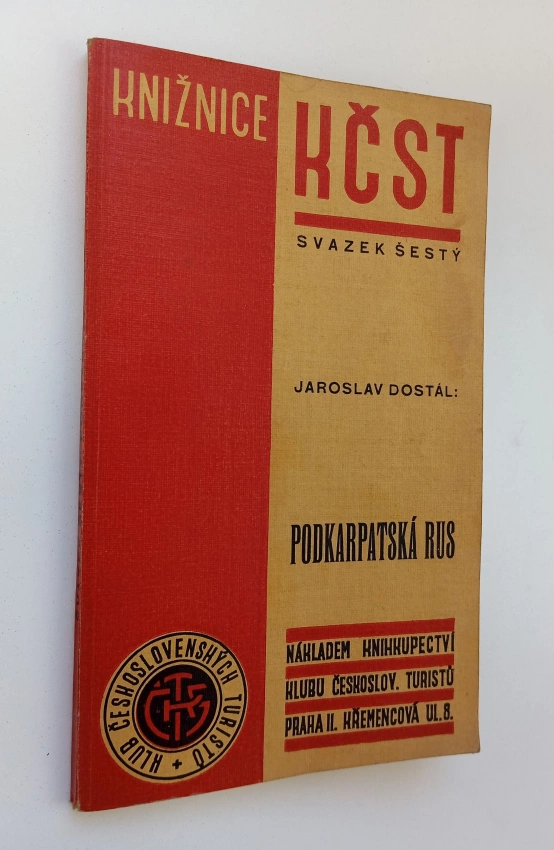 KNIŽNICE
KČST
SVAZEK ŠESTÝ
JAROSLAV DOSTÁL:
PODKARPATSKÁ RUS
NÁKLADEM KNIHKUPECTVÍ
KLUBU ČESKOSLOV. TURISTŮ
PRAHA II. KŘEMENCOVÁ UL. 8.
KLUB ČESKOSLOVENSKÝCH TURISTŮ +
KČST